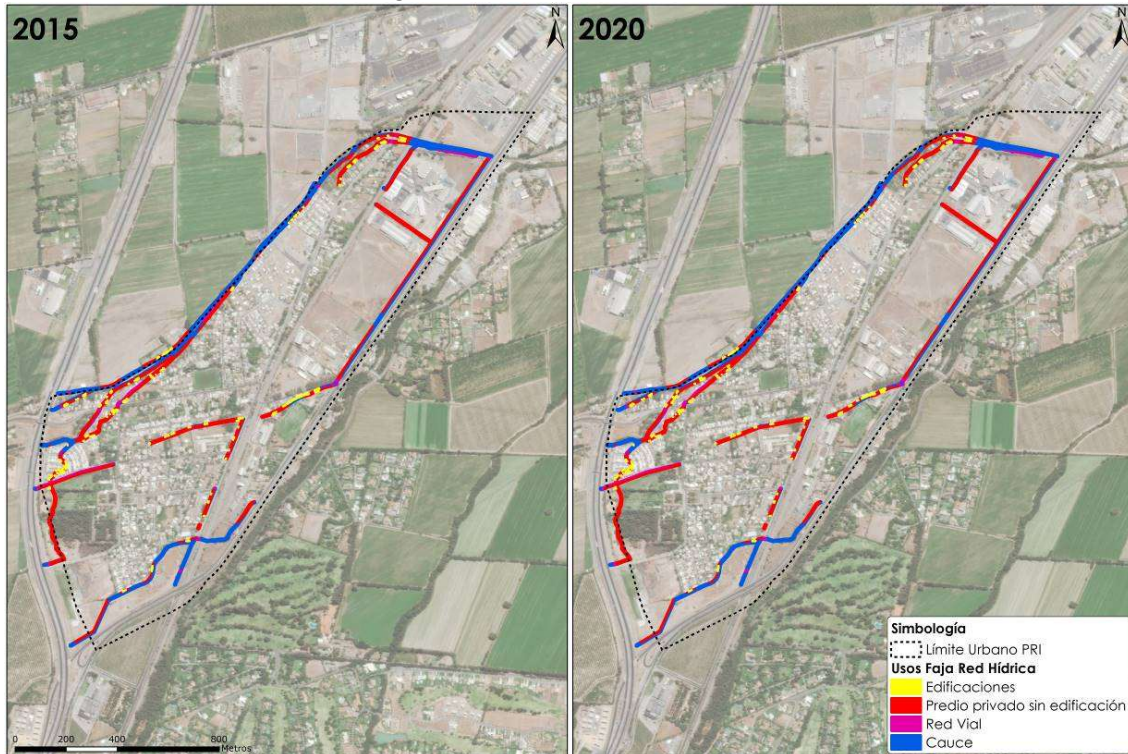 2015
N
0 200 400 800
Metros
2020
N
Simbología
Límite Urbano PRI
Usos Faja Red Hídrica
Edificaciones
Predio privado sin edificación
Red Vial
Cauce